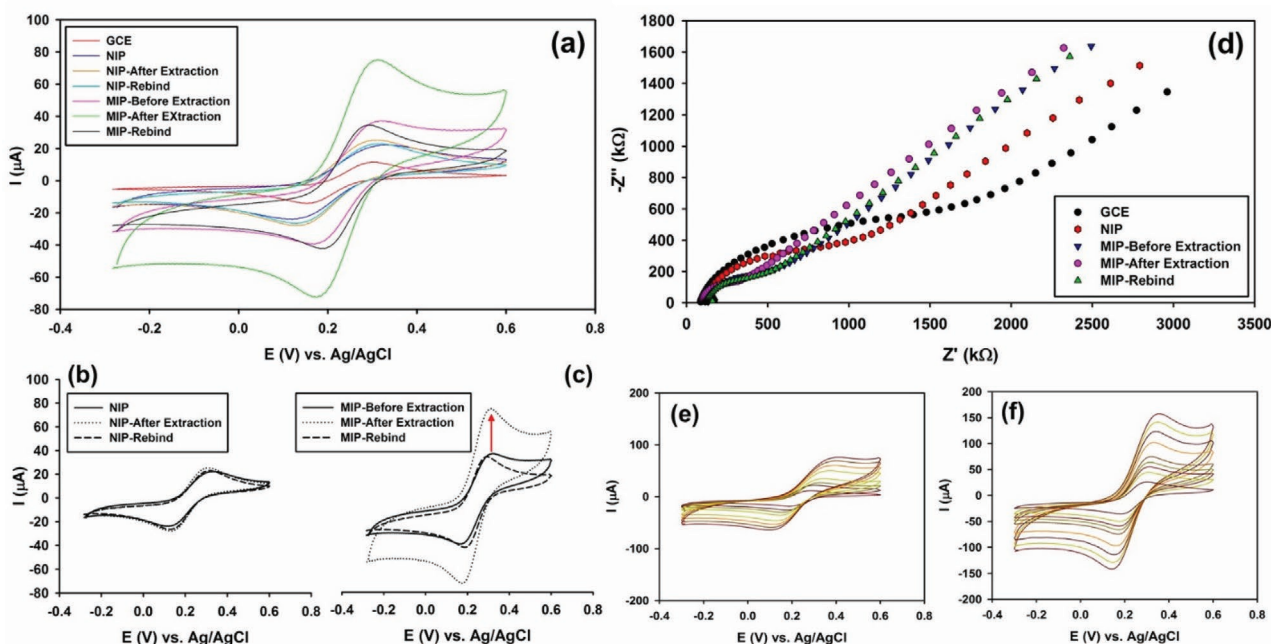 (a)
GCE
NIP
NIP-After Extraction
NIP-Rebind
MIP-Before Extraction
MIP-After EXtraction
MIP-Rebind
I (µA)
100
80
60
40
20
0
-20
-40
-60
-80
-0.4 -0.2 0.0 0.2 0.4 0.6 0.8
E (V) vs. Ag/AgCl
(d)
-Z" (kΩ)
1800
1600
1400
1200
1000
800
600
400
200
0
GCE
NIP
MIP-Before Extraction
MIP-After Extraction
MIP-Rebind
0 500 1000 1500 2000 2500 3000 3500
Z' (kΩ)
(b)
NIP
NIP-After Extraction
NIP-Rebind
I (µA)
100
80
60
40
20
0
-20
-40
-60
-80
-0.4 -0.2 0.0 0.2 0.4 0.6 0.8
E (V) vs. Ag/AgCl
(c)
MIP-Before Extraction
MIP-After Extraction
MIP-Rebind
-0.4 -0.2 0.0 0.2 0.4 0.6 0.8
E (V) vs. Ag/AgCl
(e)
I (µA)
200
100
0
-100
-200
-0.4 -0.2 0.0 0.2 0.4 0.6 0.8
E (V) vs. Ag/AgCl
(f)
I (µA)
200
150
100
50
0
-50
-100
-150
-200
-0.4 -0.2 0.0 0.2 0.4 0.6 0.8
E (V) vs. Ag/AgCl